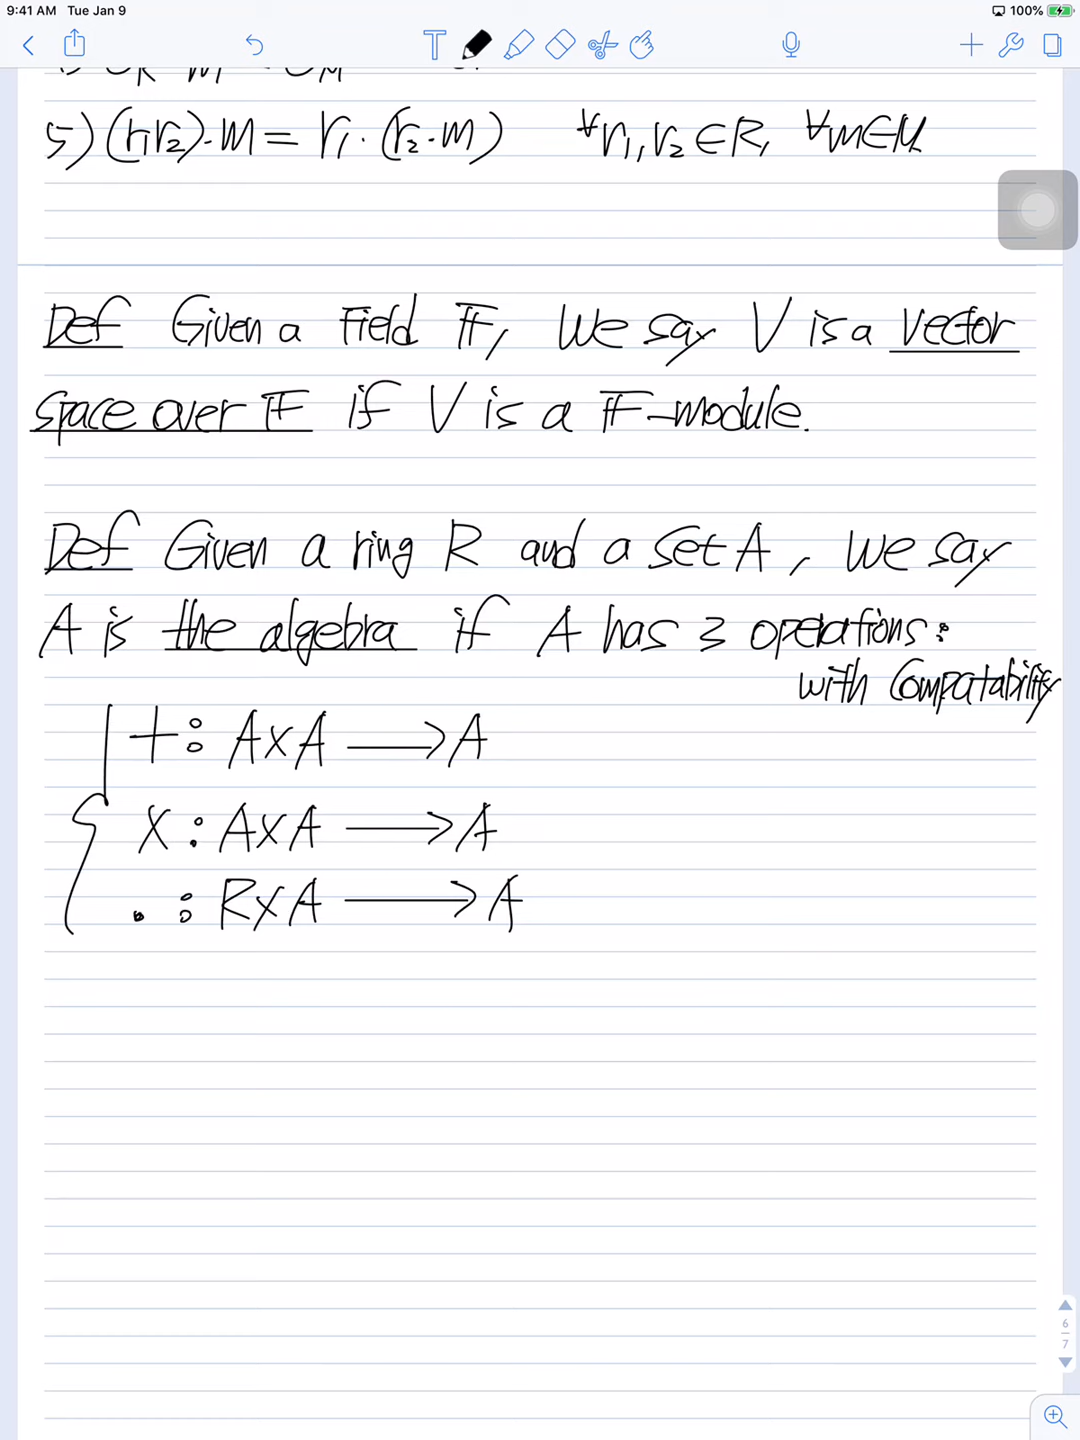 9:41 AM Tue Jan 9
100%
5) (r₁r₂)·m = r₁·(r₂·m) ∀r₁, r₂ ∈ R, ∀m∈M
Def Given a Field 𝔽, We say V is a vector
space over 𝔽 if V is a 𝔽-module.
Def Given a ring R and a set A, we say
A is the algebra if A has 3 operations:
with Compatability
+: A×A → A
×: A×A → A
·: R×A → A
6
7